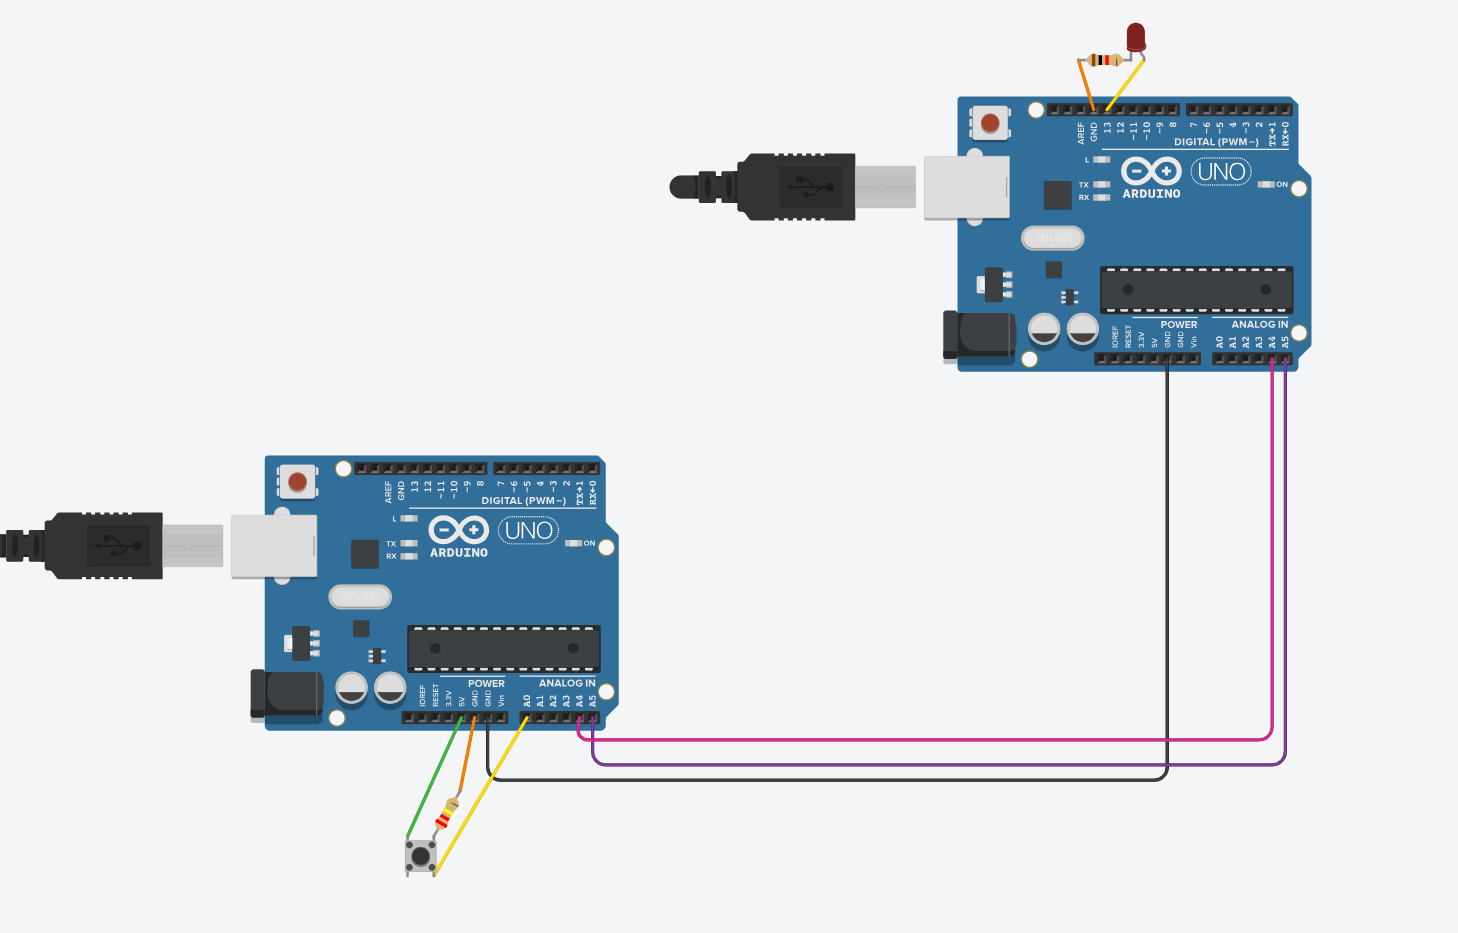 AREF
GND
13
12
~11
~10
~9
8
7
~6
~5
4
~3
2
TX→1
RX←0
DIGITAL (PWM~)
L
TX
RX
ARDUINO
UNO
ON
IOREF
RESET
3.3V
5V
GND
GND
Vin
POWER
ANALOG IN
A0
A1
A2
A3
A4
A5
AREF
GND
13
12
~11
~10
~9
8
7
~6
~5
4
~3
2
TX→1
RX←0
DIGITAL (PWM~)
L
TX
RX
ARDUINO
UNO
ON
POWER
ANALOG IN
IOREF
RESET
3.3V
5V
GND
GND
Vin
A0
A1
A2
A3
A4
A5